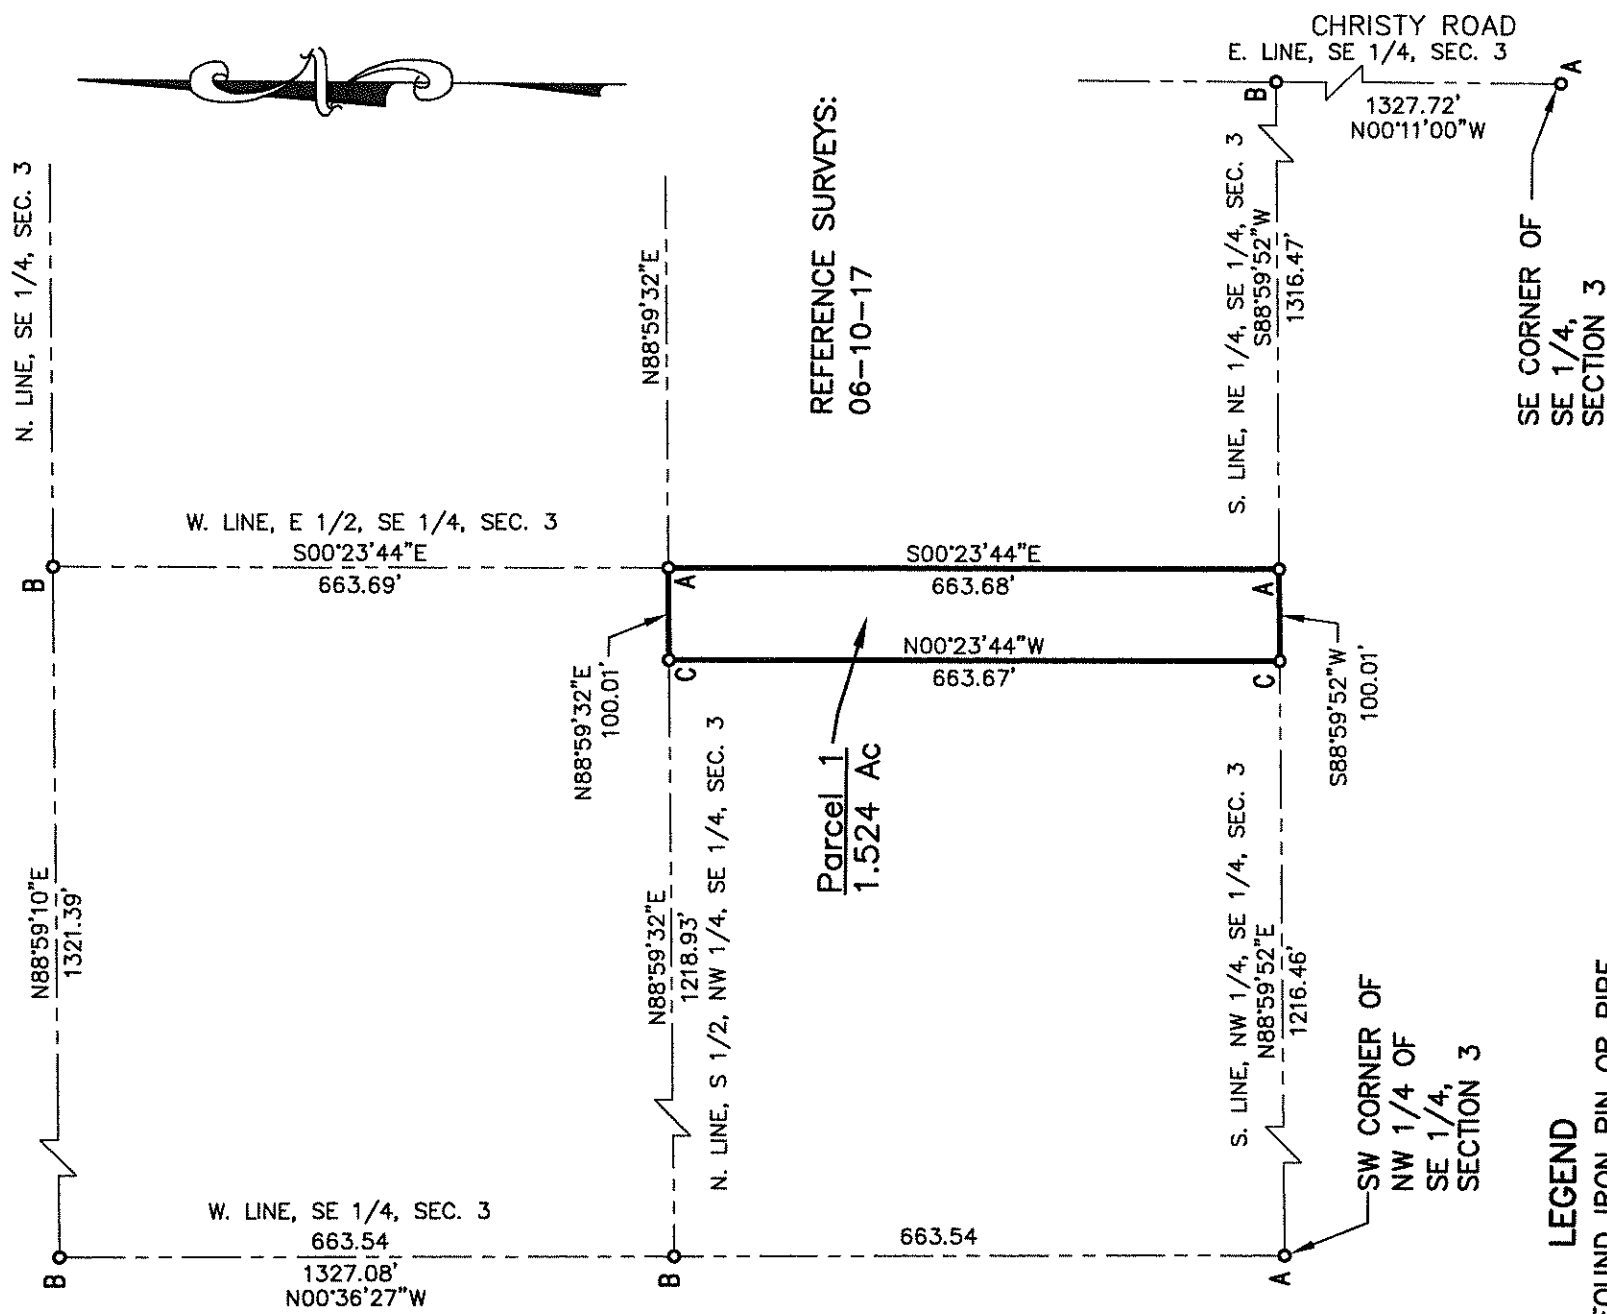 CHRISTY ROAD
E. LINE, SE 1/4, SEC. 3
B
1327.72'
N00°11'00"W
A
SE CORNER OF
SE 1/4,
SECTION 3
N. LINE, SE 1/4, SEC. 3
B
W. LINE, E 1/2, SE 1/4, SEC. 3
S00°23'44"E
663.69'
N88°59'32"E
REFERENCE SURVEYS:
06-10-17
S. LINE, NE 1/4, SE 1/4, SEC. 3
S88°59'52"W
1316.47'
A
S00°23'44"E
663.68'
A
N00°23'44"W
663.67'
C
C
N88°59'32"E
100.01'
S88°59'52"W
100.01'
Parcel 1
1.524 Ac
N88°59'10"E
1321.39'
N88°59'32"E
1218.93'
N. LINE, S 1/2, NW 1/4, SE 1/4, SEC. 3
S. LINE, NW 1/4, SE 1/4, SEC. 3
N88°59'52"E
1216.46'
SW CORNER OF
NW 1/4 OF
SE 1/4,
SECTION 3
W. LINE, SE 1/4, SEC. 3
663.54
1327.08'
N00°36'27"W
663.54
B
B
A
LEGEND
FOUND IRON PIN OR PIPE